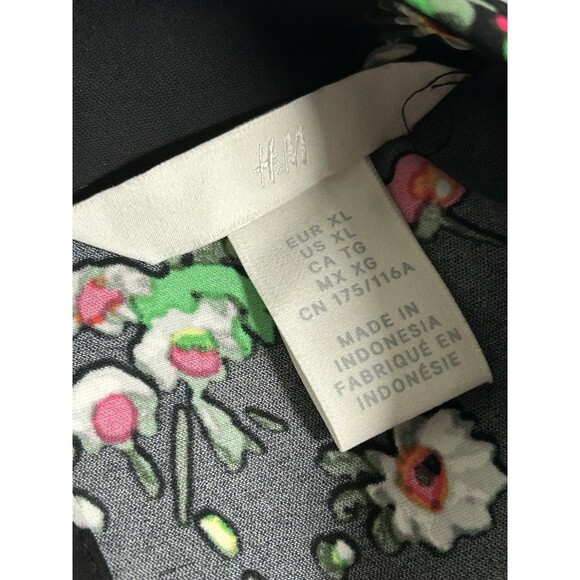 H&M
EUR XL
US XL
CA TG
MX XG
CN 175/116A
MADE IN
INDONESIA
FABRIQUÉ EN
INDONÉSIE